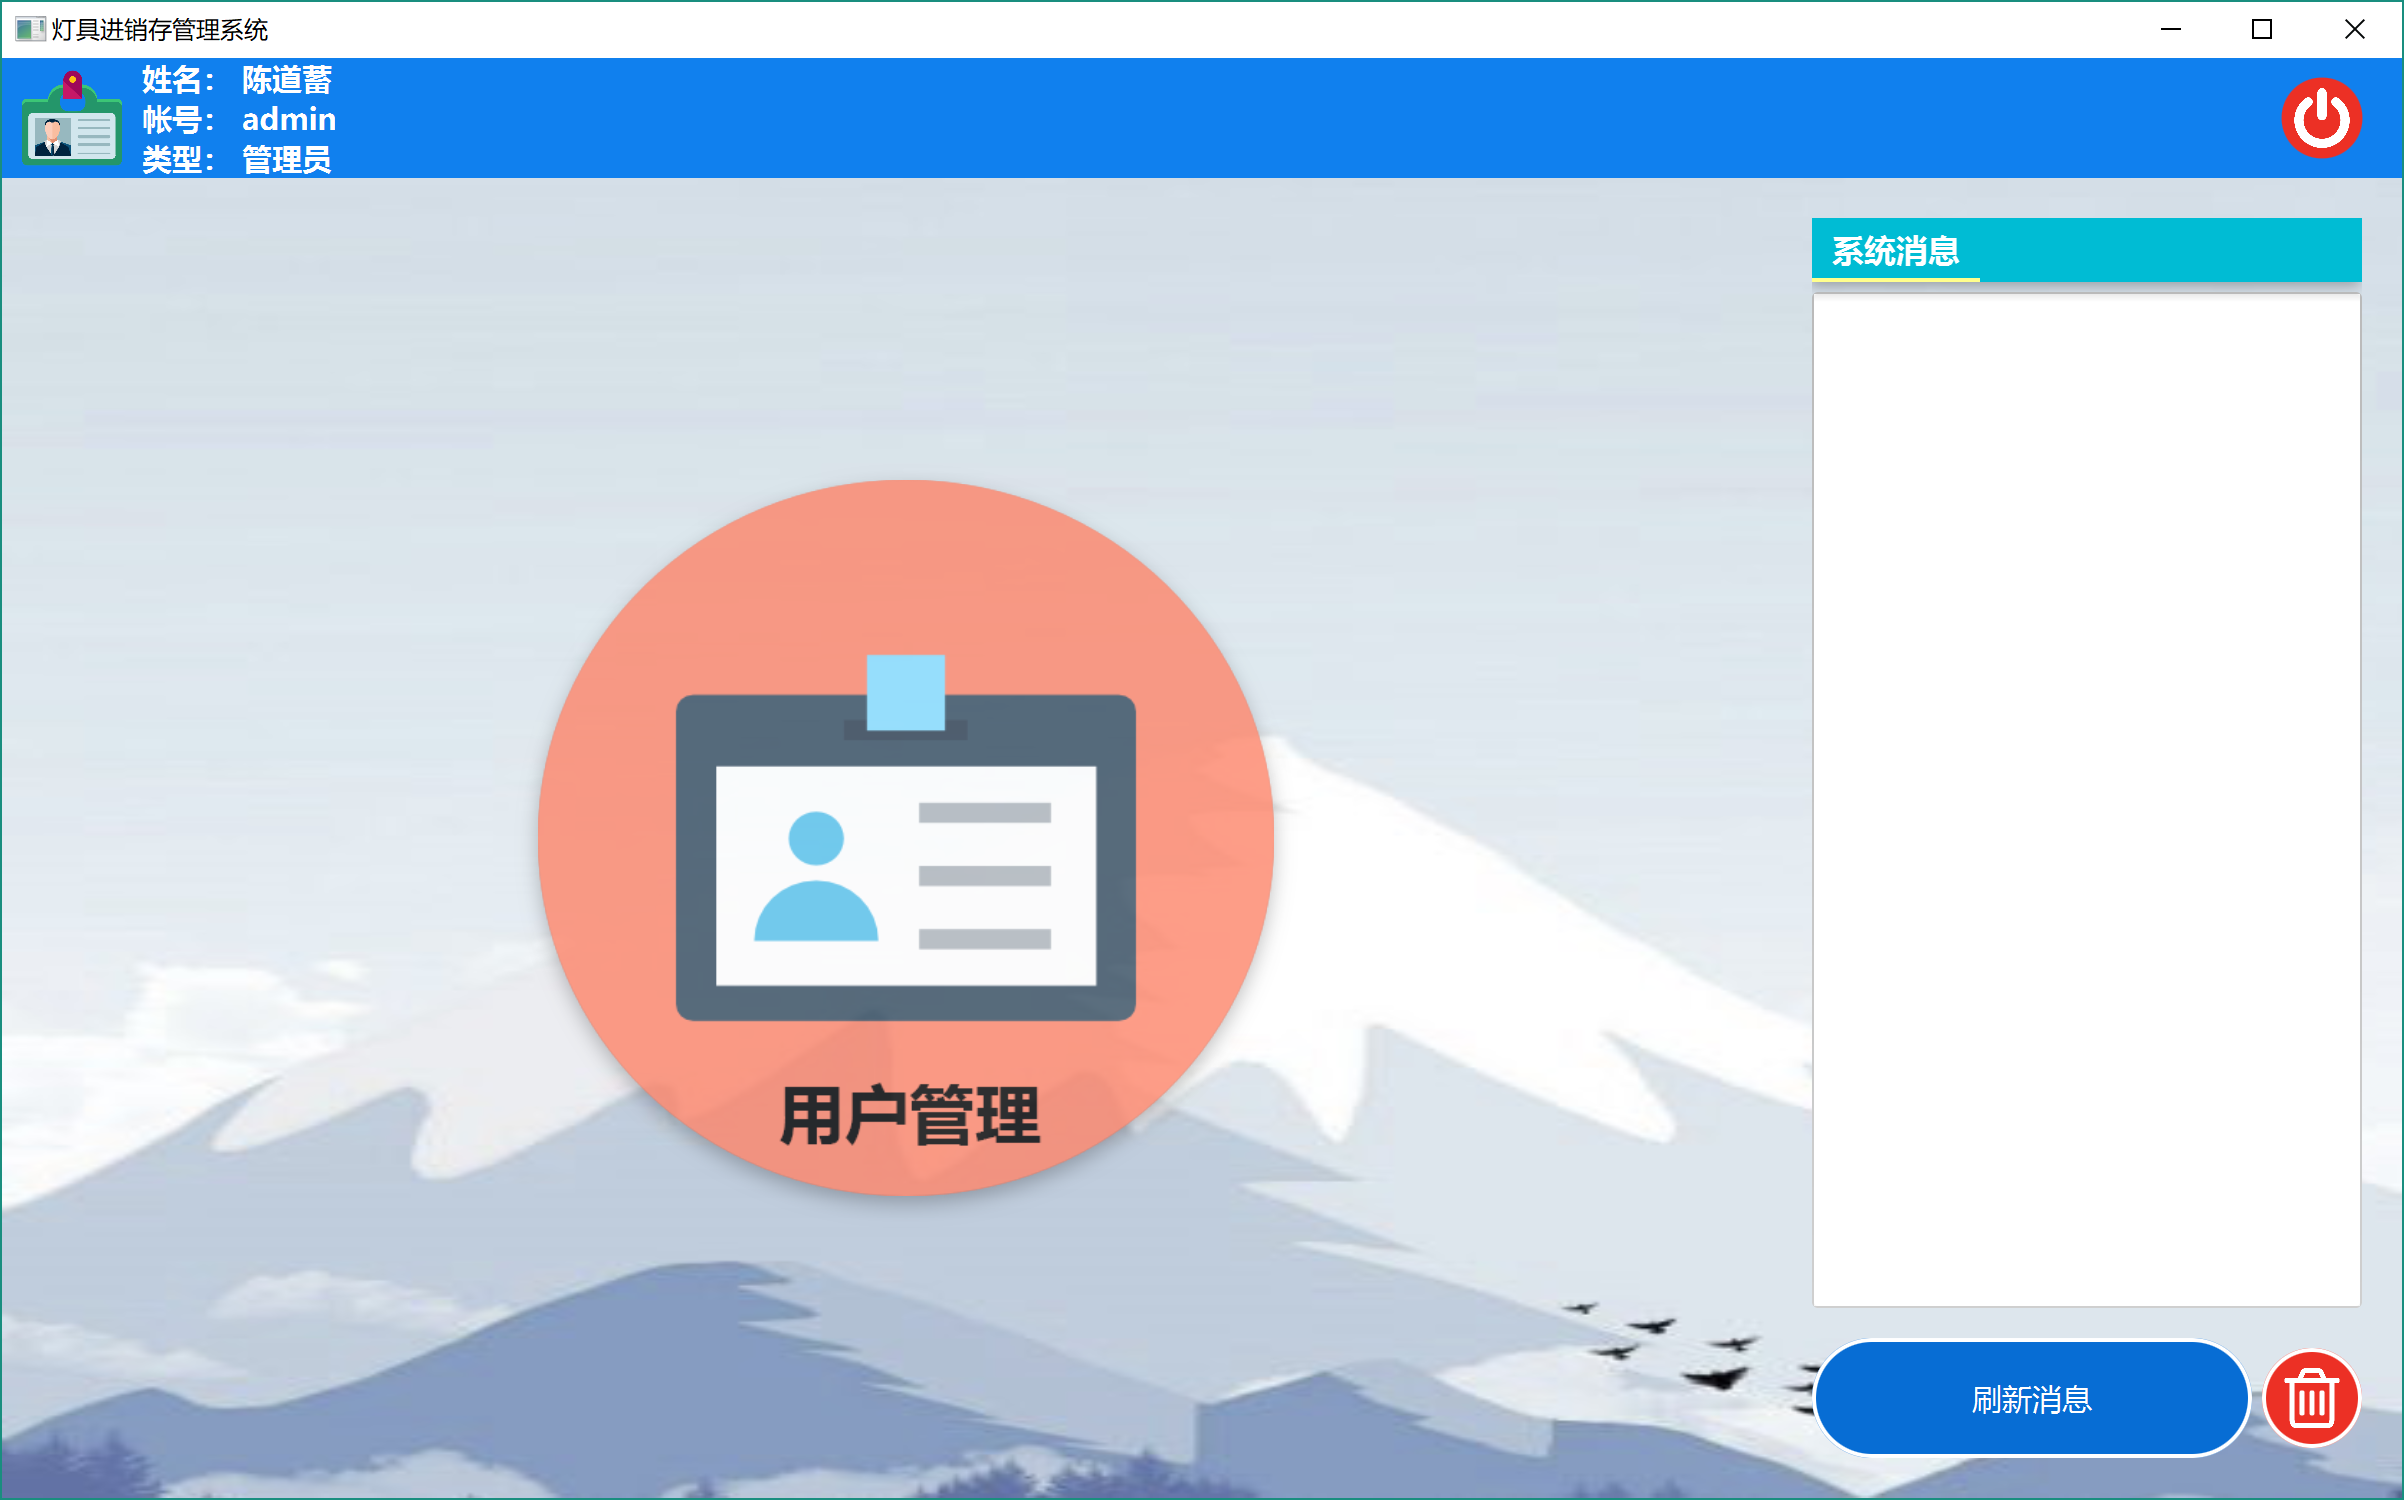 灯具进销存管理系统
姓名： 陈道蓄
帐号： admin
类型： 管理员
系统消息
用户管理
刷新消息